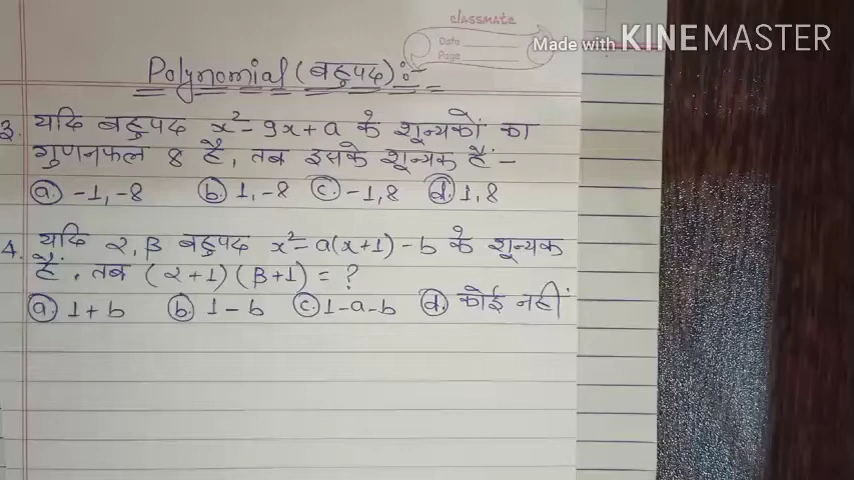 classmate
Date
Page
Made with KINEMASTER
Polynomial (बहुपद) :-
3. यदि बहुपद x² - 9x + a के शून्यकों का
गुणनफल 8 है, तब इसके शून्यक हैं -
(a.) -1, -8 (b.) 1, -8 (c.) -1, 8 (d.) 1, 8
4. यदि α, β बहुपद x² - a(x+1) - b के शून्यक
हैं, तब (α+1) (β+1) = ?
(a.) 1 + b (b.) 1 - b (c.) 1 - a - b (d.) कोई नहीं